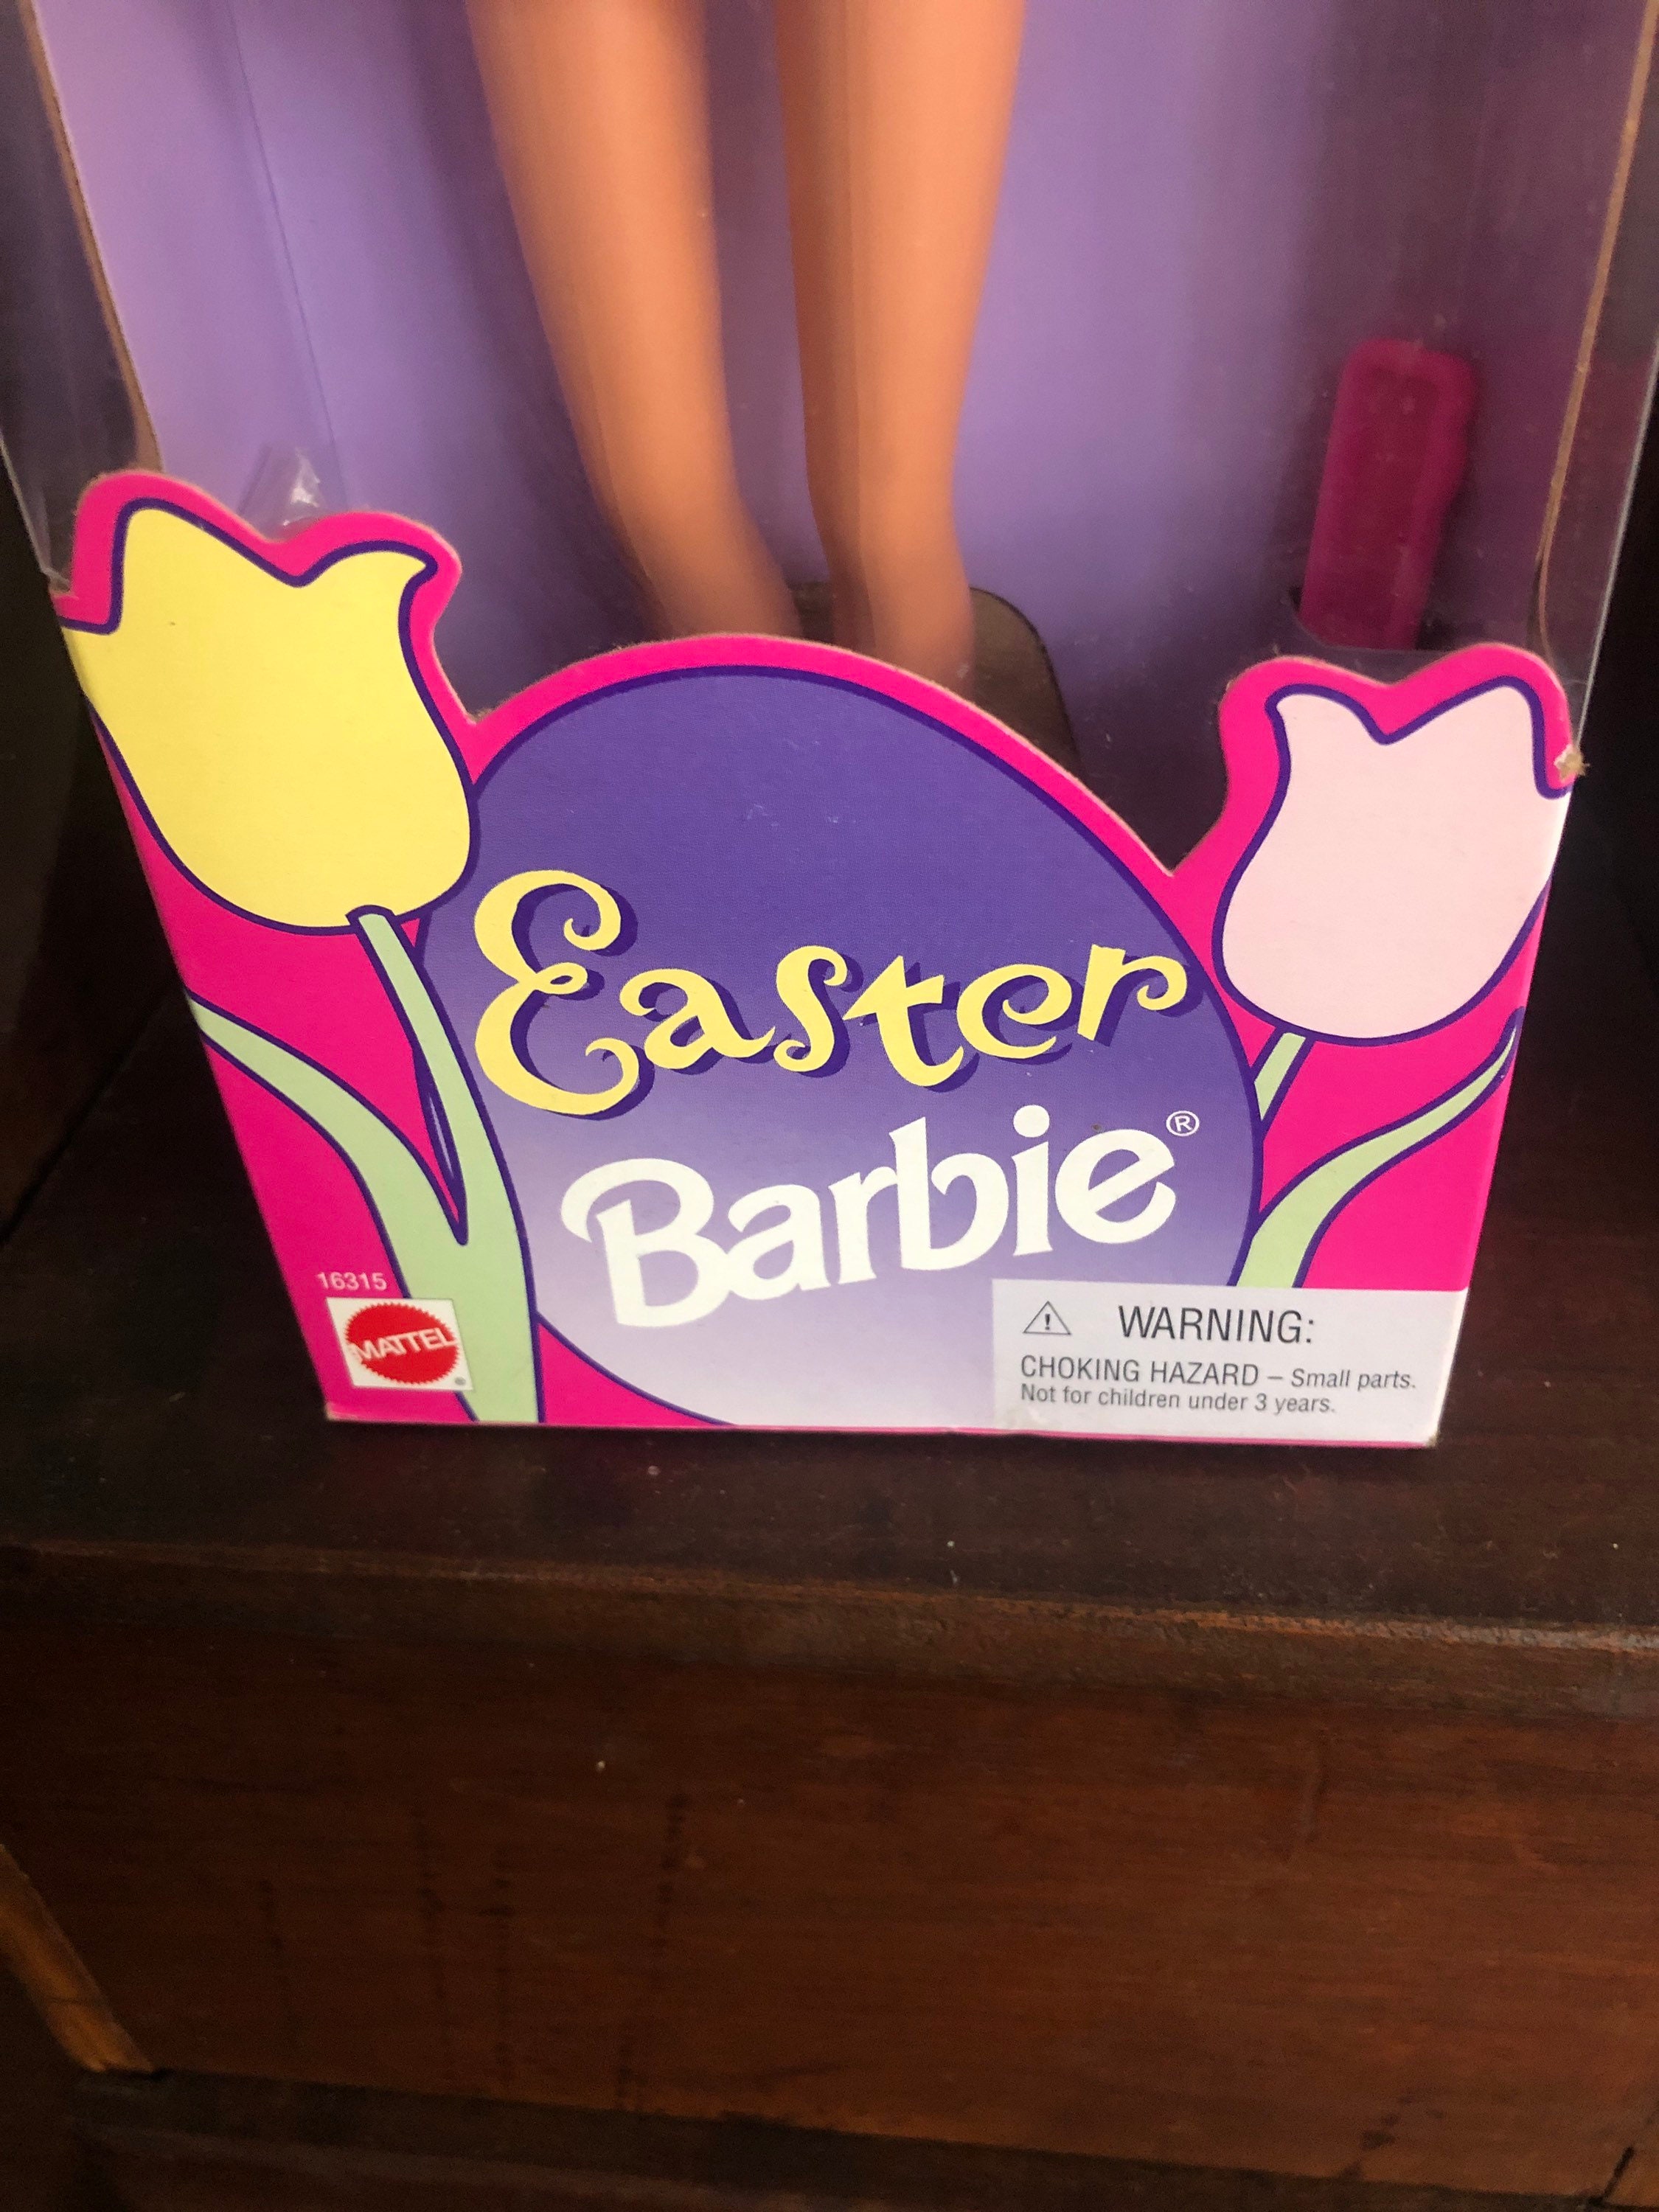 Easter
Barbie®
16315
MATTEL
®
WARNING:
CHOKING HAZARD – Small parts.
Not for children under 3 years.